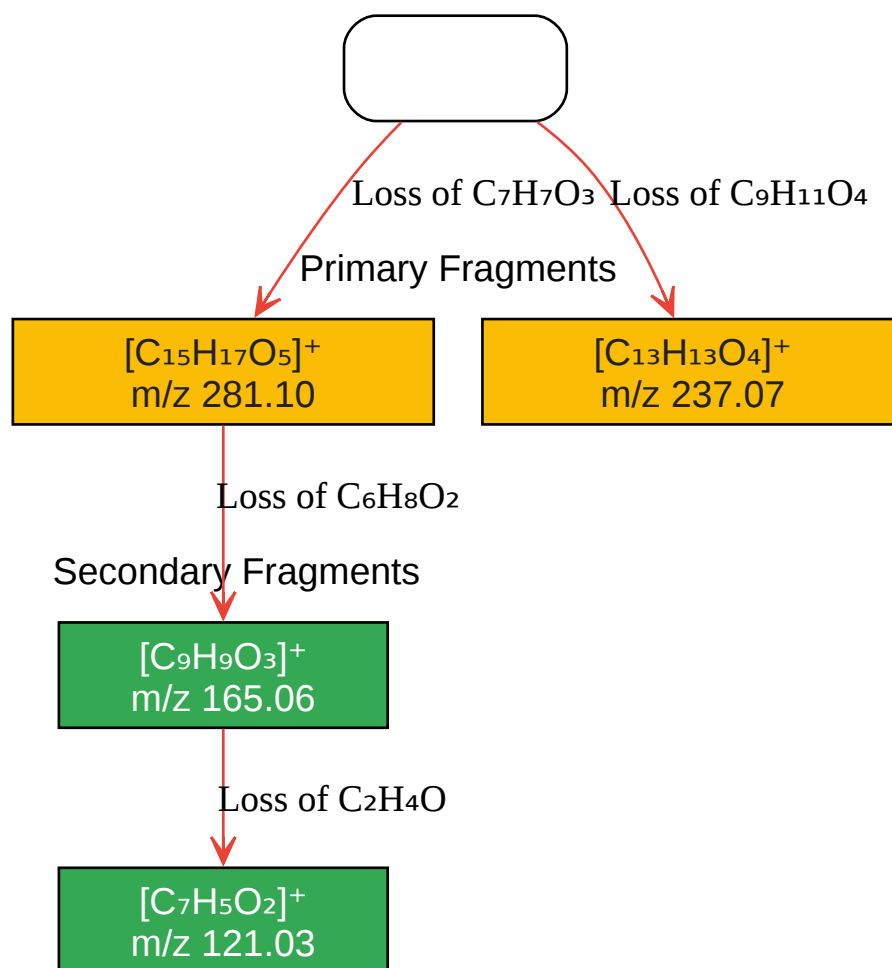 Loss of C₇H₇O₃
Loss of C₉H₁₁O₄
Primary Fragments
[C₁₅H₁₇O₅]⁺
m/z 281.10
[C₁₃H₁₃O₄]⁺
m/z 237.07
Loss of C₆H₈O₂
Secondary Fragments
[C₉H₉O₃]⁺
m/z 165.06
Loss of C₂H₄O
[C₇H₅O₂]⁺
m/z 121.03